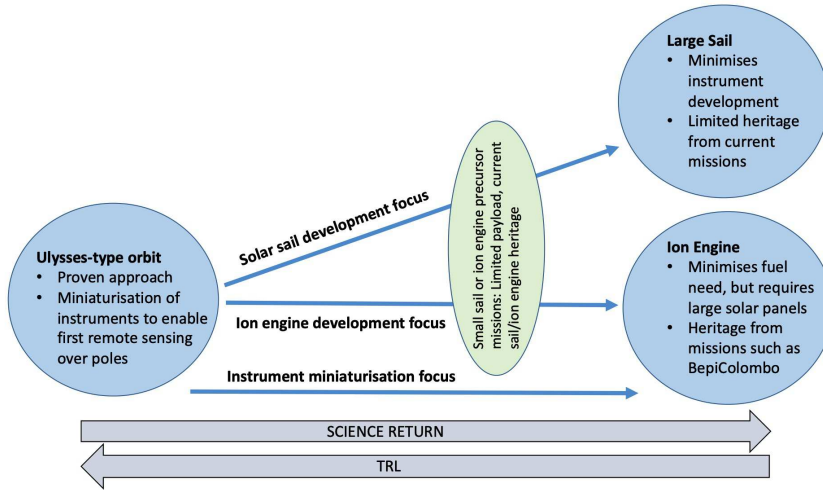 Large Sail
• Minimises
instrument
development
• Limited heritage
from current
missions
Solar sail development focus
Small sail or ion engine precursor
missions: Limited payload, current
sail/ion engine heritage
Ulysses-type orbit
• Proven approach
• Miniaturisation of
instruments to enable
first remote sensing
over poles
Ion engine development focus
Ion Engine
• Minimises fuel
need, but requires
large solar panels
• Heritage from
missions such as
BepiColombo
Instrument miniaturisation focus
SCIENCE RETURN
TRL